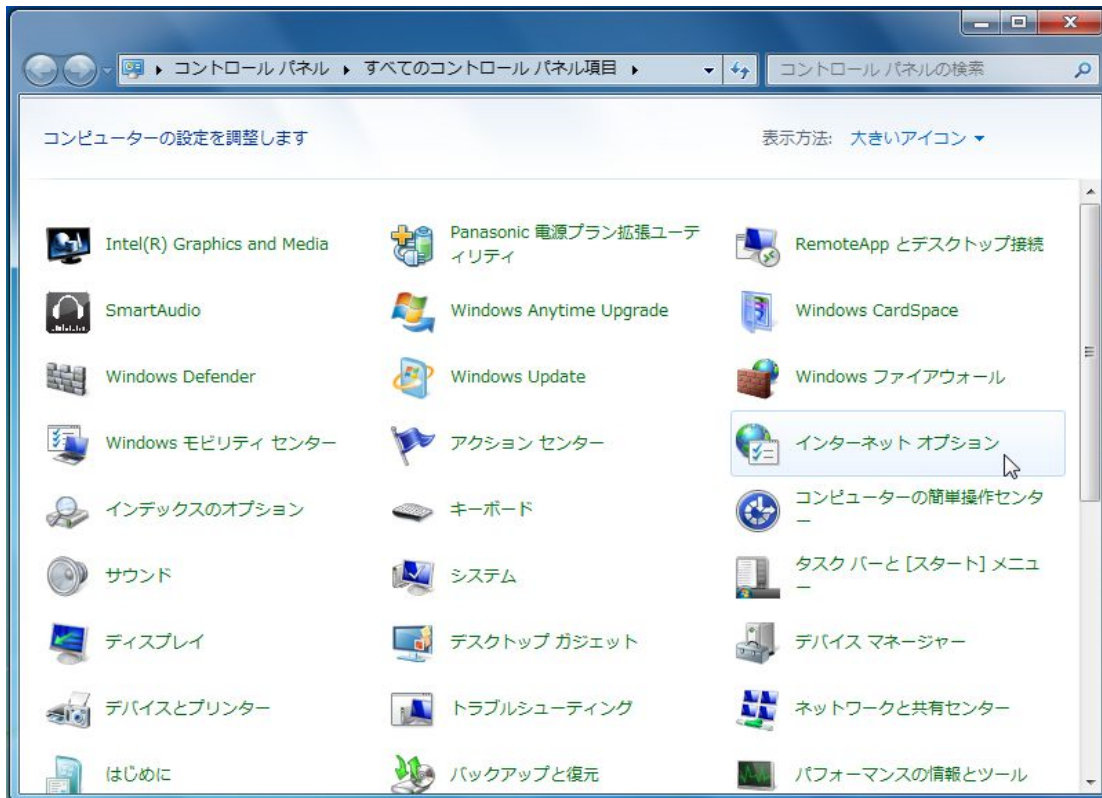 コントロール パネル ▸ すべてのコントロール パネル項目 ▸
コントロール パネルの検索
コンピューターの設定を調整します
表示方法: 大きいアイコン
Intel(R) Graphics and Media
Panasonic 電源プラン拡張ユーテ
ィリティ
RemoteApp とデスクトップ接続
SmartAudio
Windows Anytime Upgrade
Windows CardSpace
Windows Defender
Windows Update
Windows ファイアウォール
Windows モビリティ センター
アクション センター
インターネット オプション
インデックスのオプション
キーボード
コンピューターの簡単操作センタ
ー
サウンド
システム
タスク バーと [スタート] メニュ
ー
ディスプレイ
デスクトップ ガジェット
デバイス マネージャー
デバイスとプリンター
トラブルシューティング
ネットワークと共有センター
はじめに
バックアップと復元
パフォーマンスの情報とツール